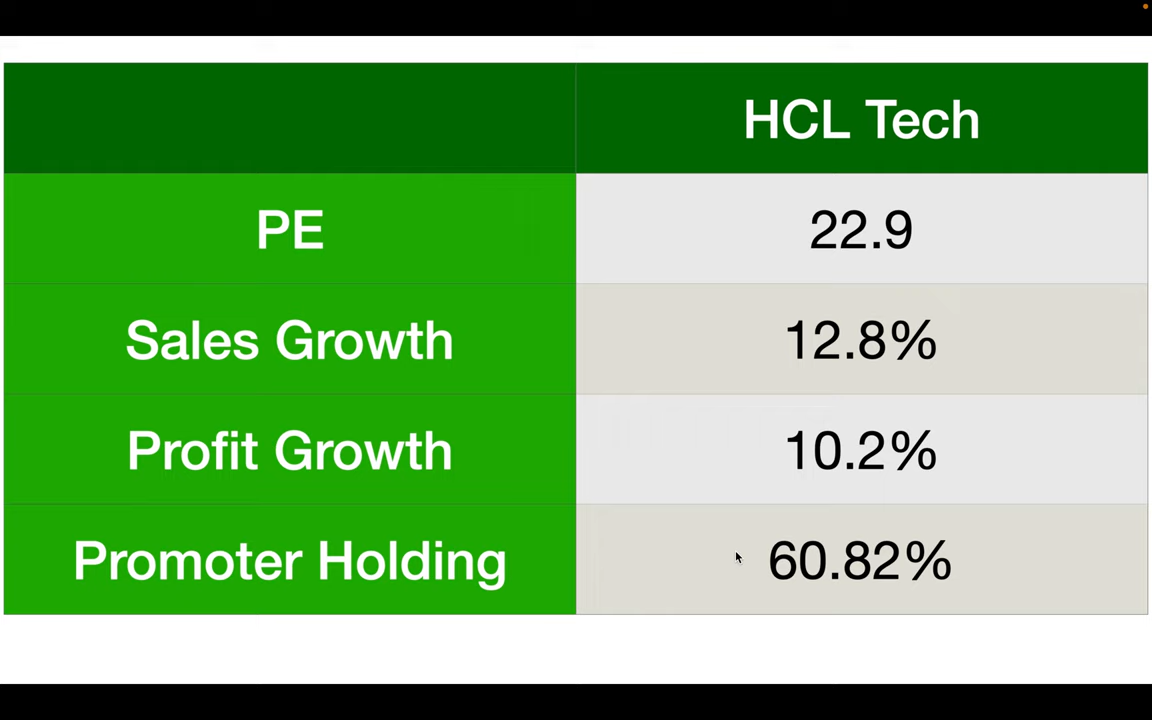 HCL Tech
PE 22.9
Sales Growth 12.8%
Profit Growth 10.2%
Promoter Holding 60.82%